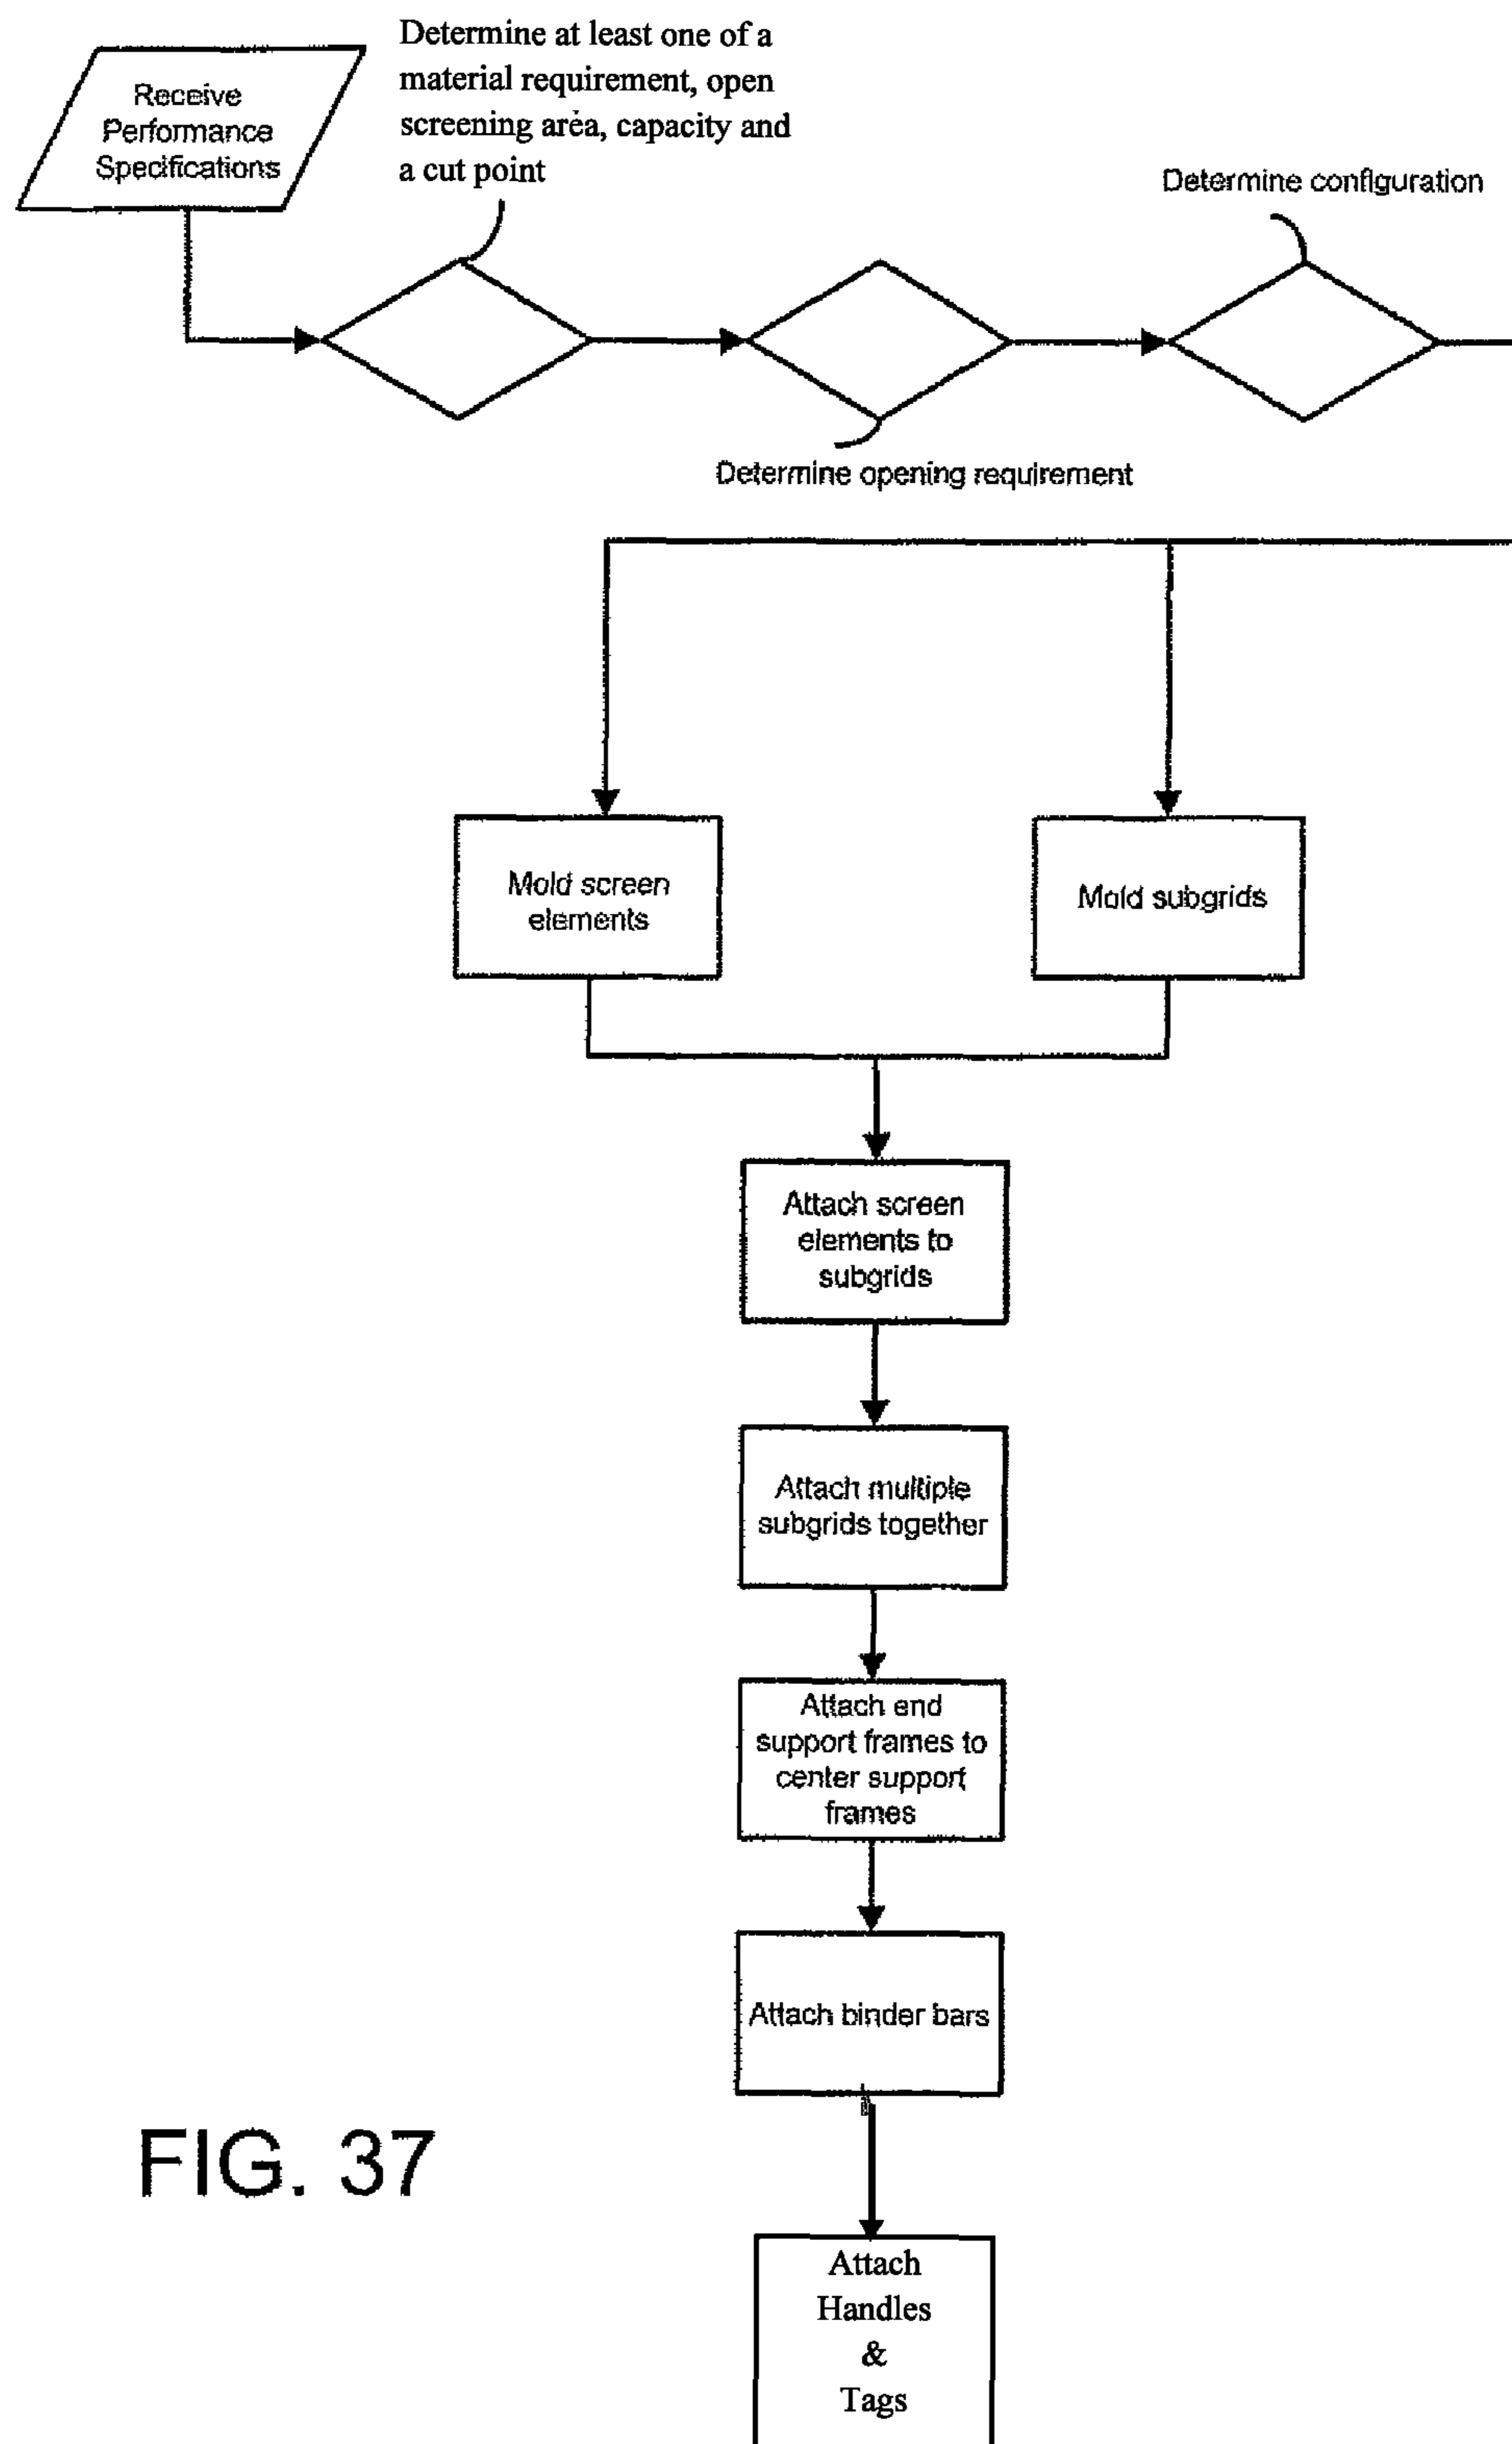 Receive
Performance
Specifications
Determine at least one of a
material requirement, open
screening area, capacity and
a cut point
Determine configuration
Determine opening requirement
Mold screen
elements
Mold subgrids
Attach screen
elements to
subgrids
Attach multiple
subgrids together
Attach end
support frames to
center support
frames
Attach binder bars
Attach
Handles
&
Tags
FIG. 37